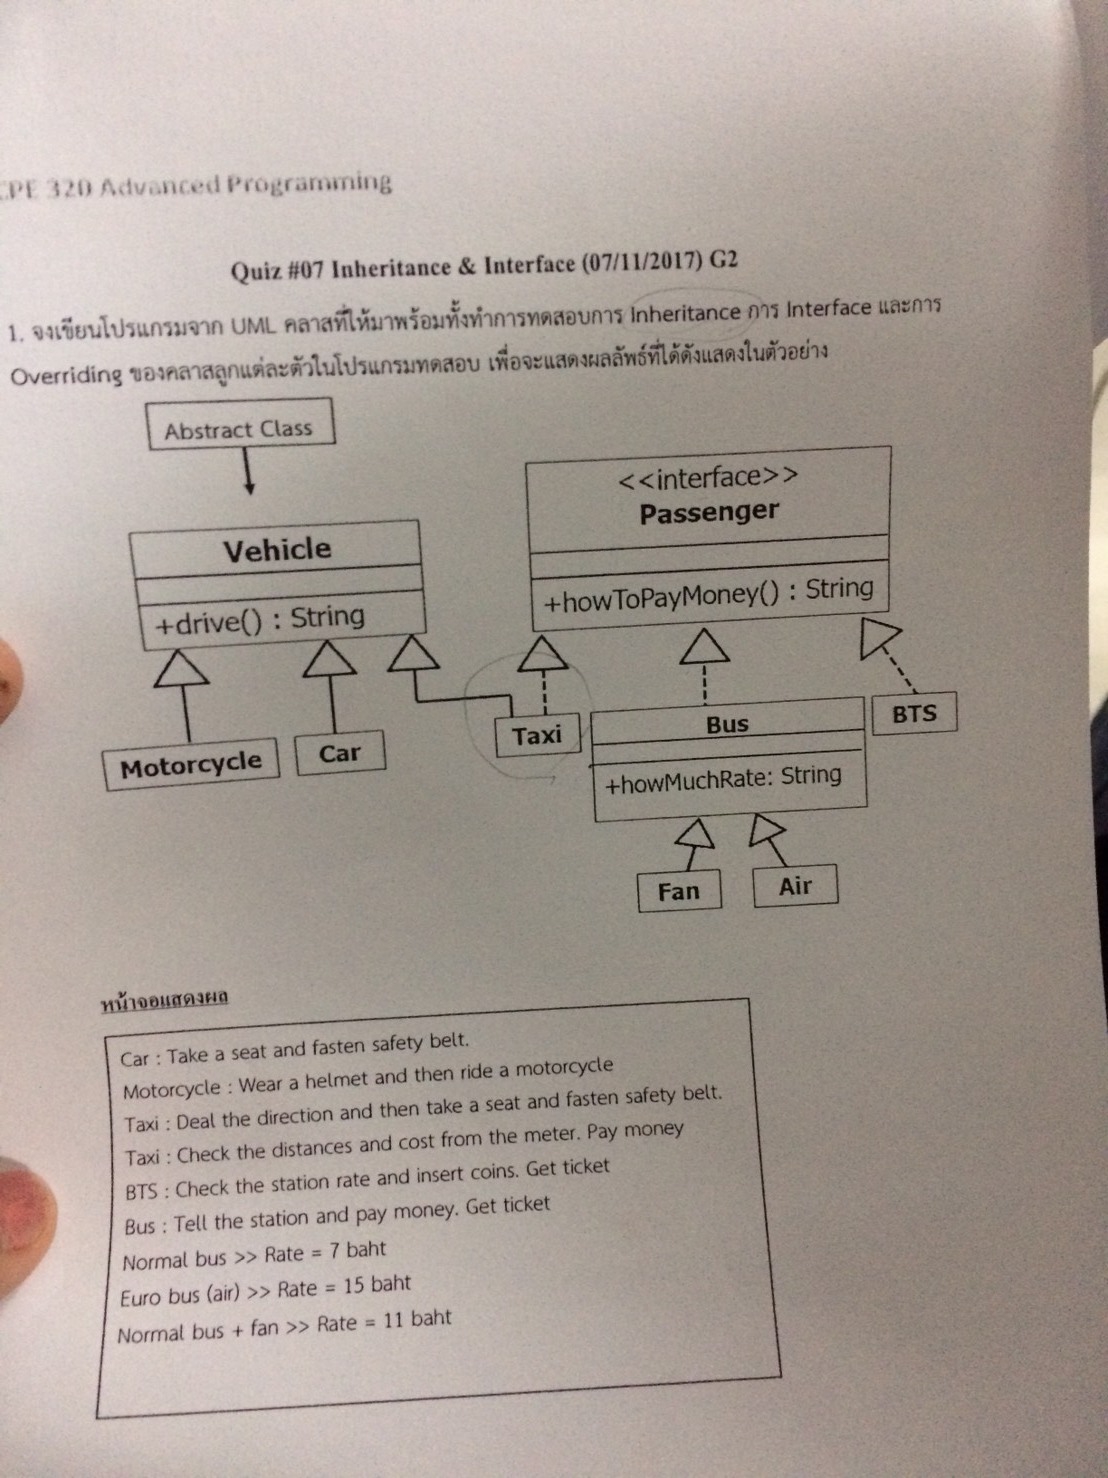 CPE 320 Advanced Programming
Quiz #07 Inheritance & Interface (07/11/2017) G2
1. จงเขียนโปรแกรมจาก UML คลาสที่ให้มาพร้อมทั้งทำการทดสอบการ Inheritance การ Interface และการ
Overriding ของคลาสลูกแต่ละตัวในโปรแกรมทดสอบ เพื่อจะแสดงผลลัพธ์ที่ได้ดังแสดงในตัวอย่าง
Abstract Class
<<interface>>
Passenger
Vehicle
+howToPayMoney() : String
+drive() : String
Motorcycle
Car
Taxi
Bus
BTS
+howMuchRate: String
Fan
Air
หน้าจอแสดงผล
Car : Take a seat and fasten safety belt.
Motorcycle : Wear a helmet and then ride a motorcycle
Taxi : Deal the direction and then take a seat and fasten safety belt.
Taxi : Check the distances and cost from the meter. Pay money
BTS : Check the station rate and insert coins. Get ticket
Bus : Tell the station and pay money. Get ticket
Normal bus >> Rate = 7 baht
Euro bus (air) >> Rate = 15 baht
Normal bus + fan >> Rate = 11 baht